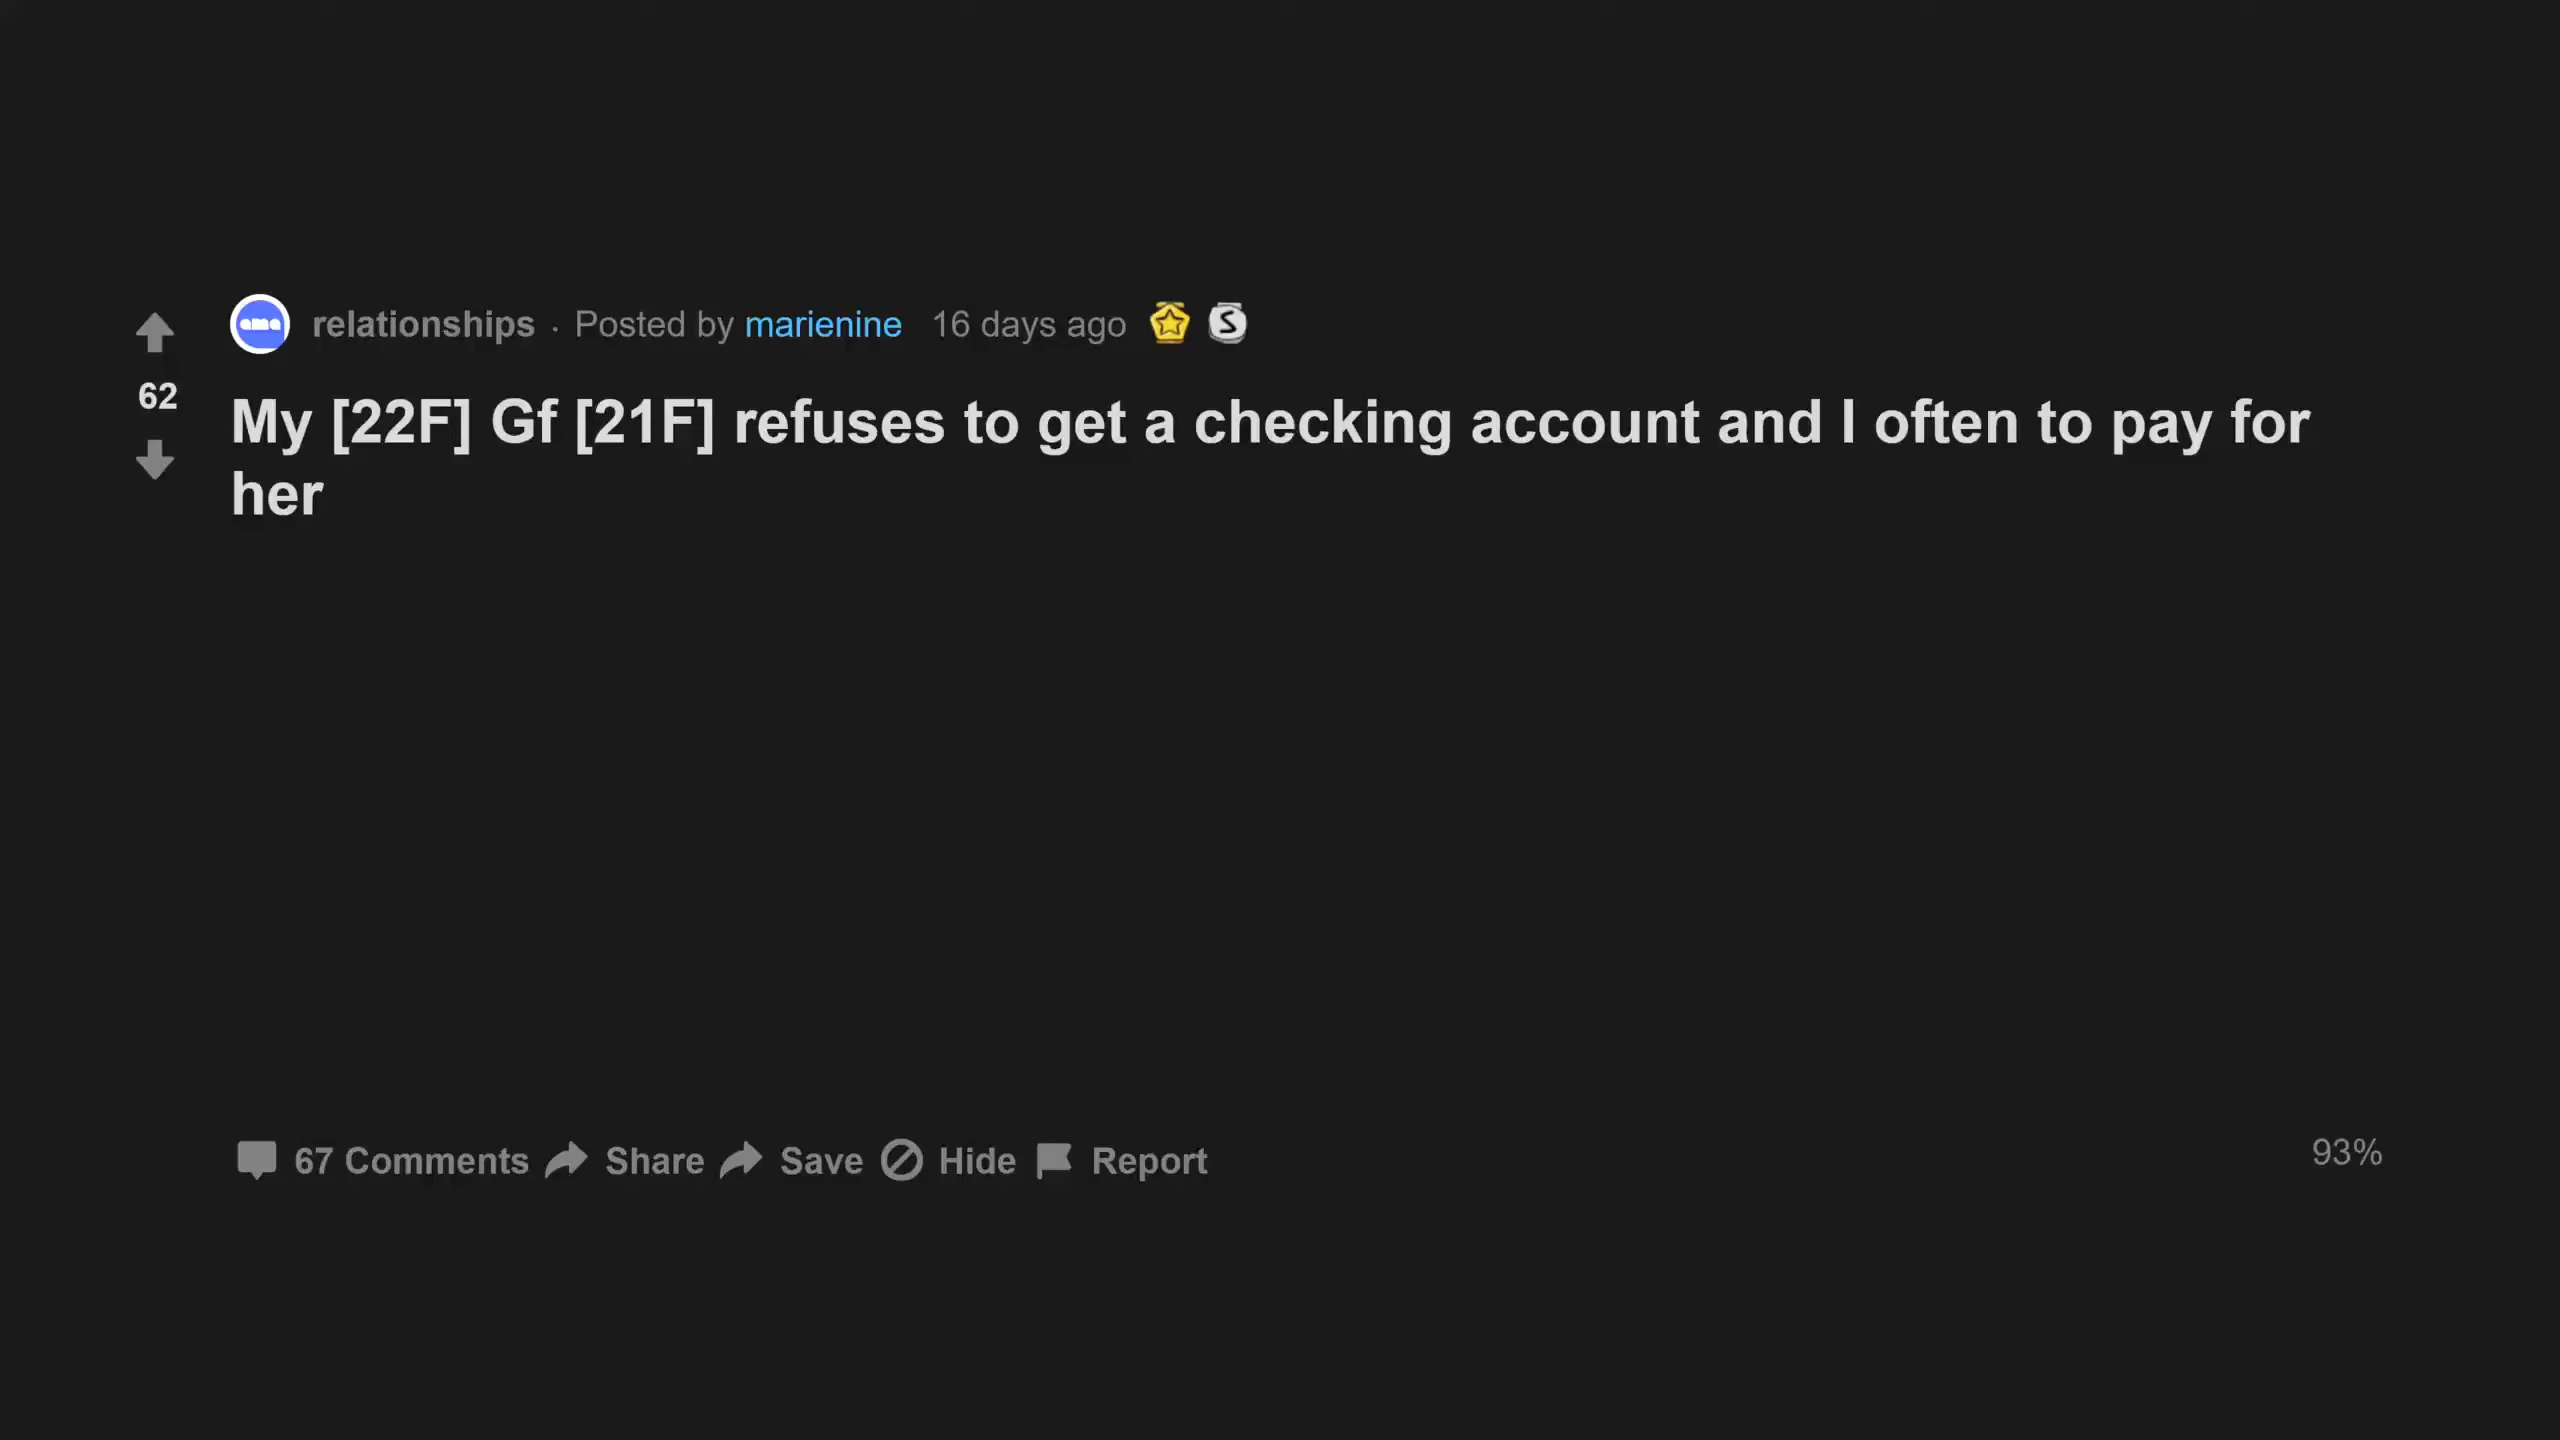 relationships · Posted by marienine 16 days ago
62
My [22F] Gf [21F] refuses to get a checking account and I often to pay for
her
67 Comments Share Save Hide Report
93%